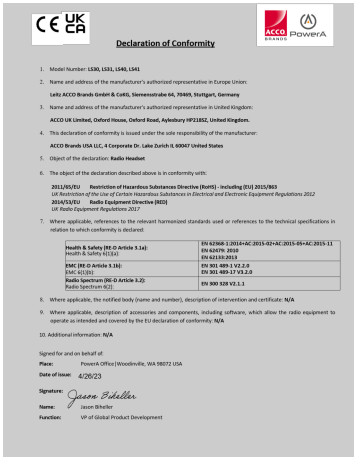 CE UK
CA
ACCO
BRANDS
PowerA
Declaration of Conformity
1. Model Number: LS30, LS31, LS40, LS41
2. Name and address of the manufacturer's authorized representative in Europe Union:
Leitz ACCO Brands GmbH & CoKG, Siemensstrabe 64, 70469, Stuttgart, Germany
3. Name and address of the manufacturer's authorized representative in United Kingdom:
ACCO UK Limited, Oxford House, Oxford Road, Aylesbury HP218SZ, United Kingdom.
4. This declaration of conformity is issued under the sole responsibility of the manufacturer:
ACCO Brands USA LLC, 4 Corporate Dr. Lake Zurich Il, 60047 United States
5. Object of the declaration: Radio Headset
6. The object of the declaration described above is in conformity with:
2011/65/EU Restriction of Hazardous Substances Directive (RoHS) - including (EU) 2015/863
UK Restriction of the Use of Certain Hazardous Substances in Electrical and Electronic Equipment Regulations 2012
2014/53/EU Radio Equipment Directive (RED)
UK Radio Equipment Regulations 2017
7. Where applicable, references to the relevant harmonized standards used or references to the technical specifications in
relation to which conformity is declared:
Health & Safety (RE-D Article 3.1a):
Health & Safety 6(1)(a):
EN 62368-1:2014+AC:2015-02+AC:2015-05+AC:2015-11
EN 62479: 2010
EN 62133:2013
EMC (RE-D Article 3.1b):
EMC 6(1)(b):
EN 301 489-1 V2.2.0
EN 301 489-17 V3.2.0
Radio Spectrum (RE-D Article 3.2):
Radio Spectrum 6(2):
EN 300 328 V2.1.1
8. Where applicable, the notified body (name and number), description of intervention and certificate: N/A
9. Where applicable, description of accessories and components, including software, which allow the radio equipment to
operate as intended and covered by the EU declaration of conformity: N/A
10. Additional information: N/A
Signed for and on behalf of:
Place: PowerA Office|Woodinville, WA 98072 USA
Date of issue: 4/26/23
Signature: Jason Biheller
Name: Jason Biheller
Function: VP of Global Product Development